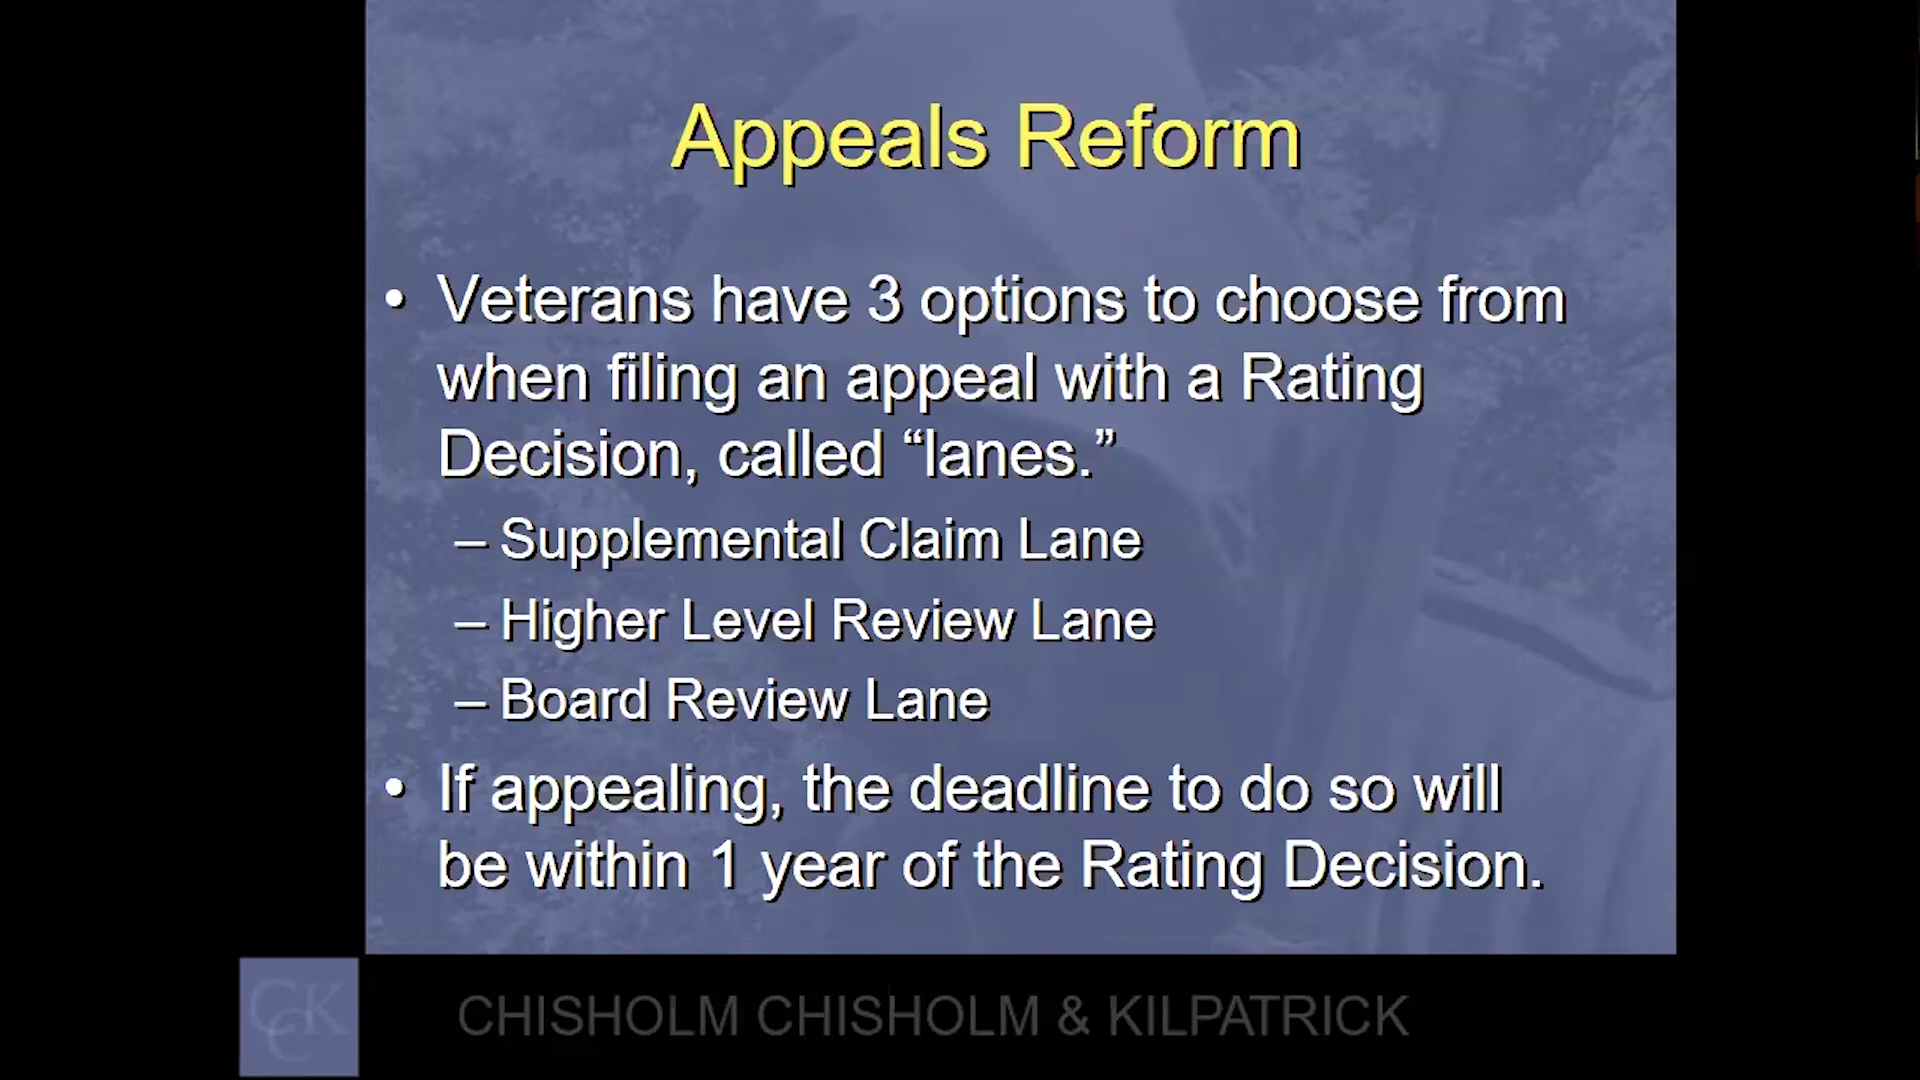 Appeals Reform
• Veterans have 3 options to choose from
when filing an appeal with a Rating
Decision, called “lanes.”
– Supplemental Claim Lane
– Higher Level Review Lane
– Board Review Lane
• If appealing, the deadline to do so will
be within 1 year of the Rating Decision.
CCK
CHISHOLM CHISHOLM & KILPATRICK